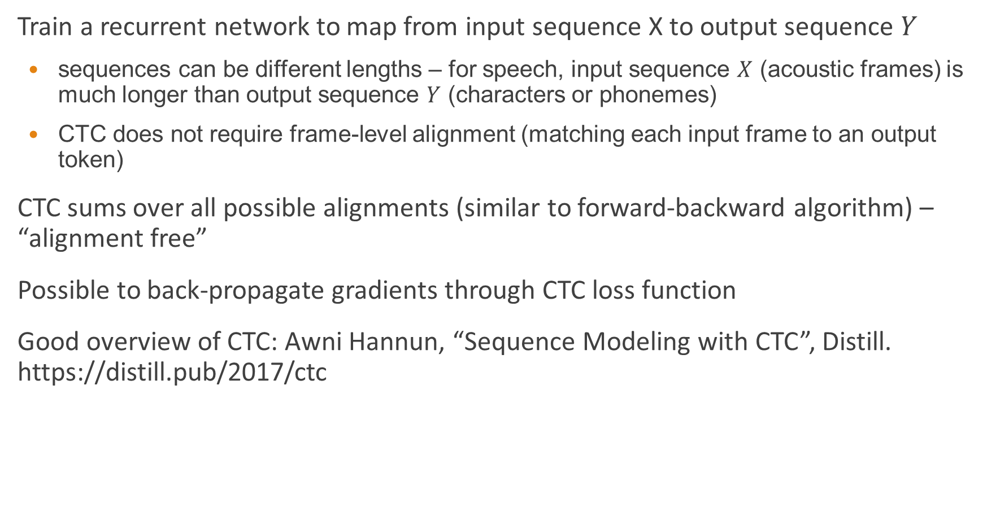 Train a recurrent network to map from input sequence X to output sequence Y
• sequences can be different lengths – for speech, input sequence X (acoustic frames) is
much longer than output sequence Y (characters or phonemes)
• CTC does not require frame-level alignment (matching each input frame to an output
token)
CTC sums over all possible alignments (similar to forward-backward algorithm) –
“alignment free”
Possible to back-propagate gradients through CTC loss function
Good overview of CTC: Awni Hannun, “Sequence Modeling with CTC”, Distill.
https://distill.pub/2017/ctc